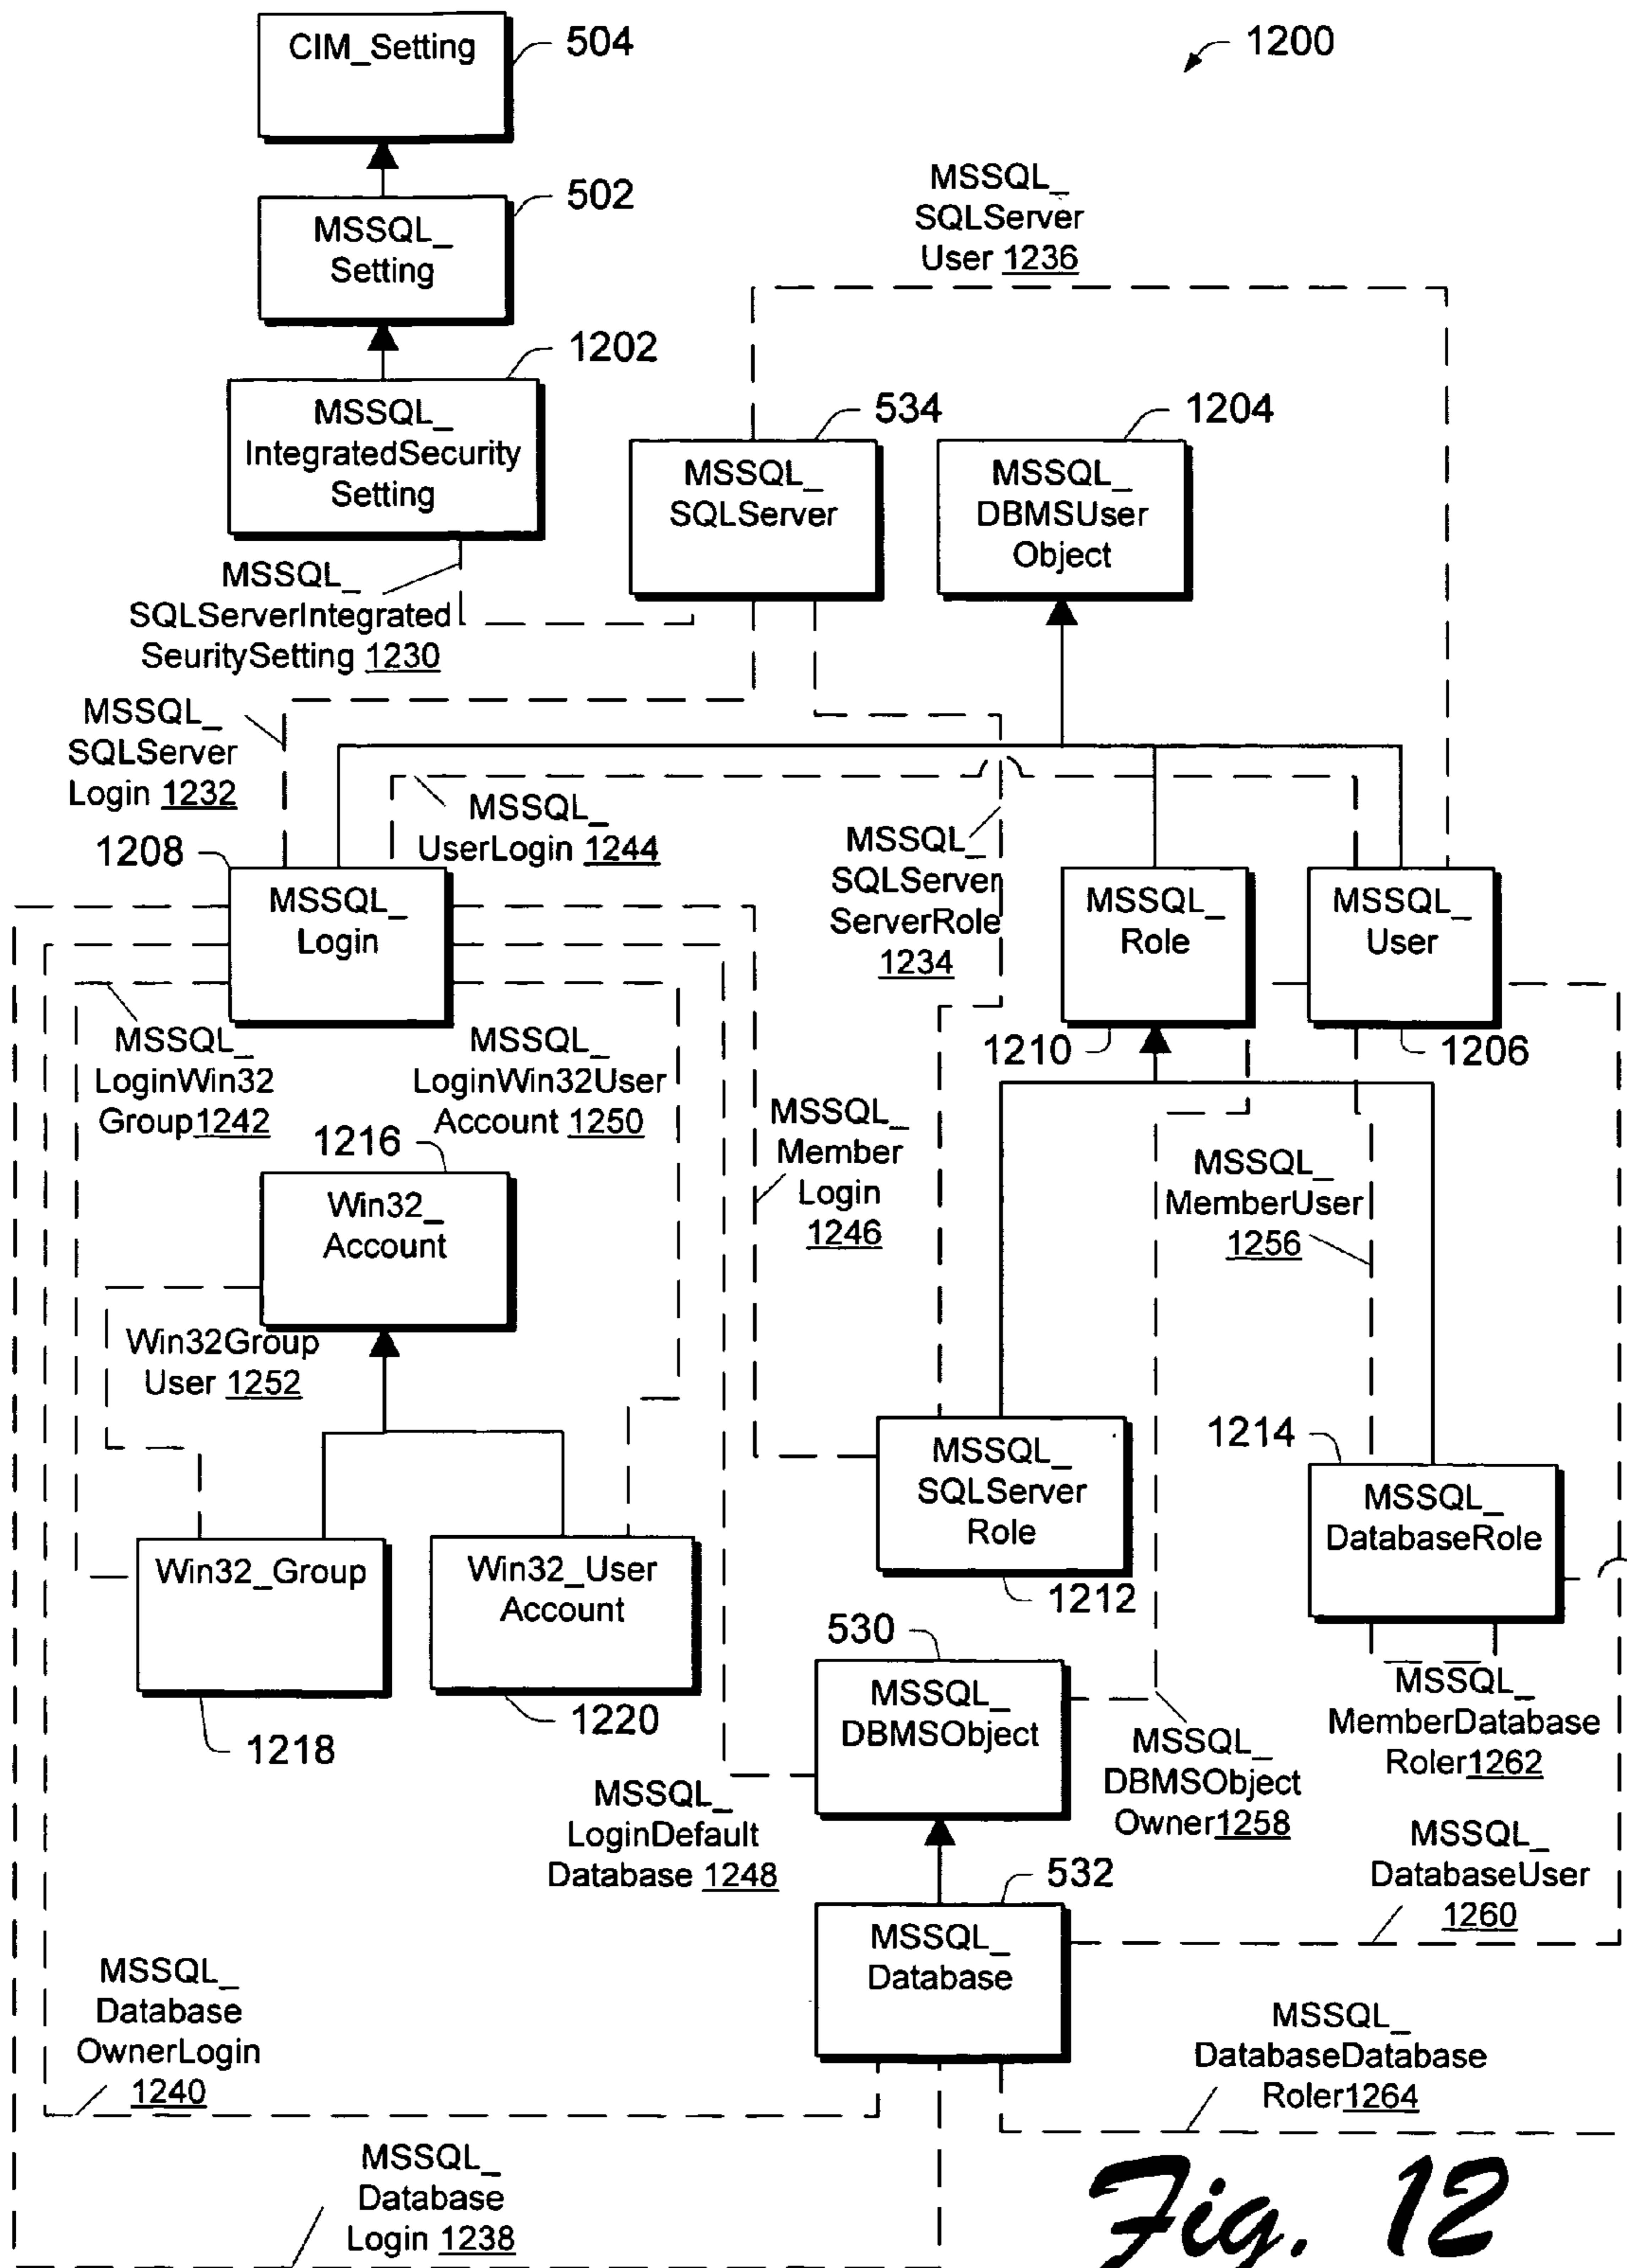 CIM_Setting
504
1200
MSSQL_
Setting
502
MSSQL_
SQLServer
User 1236
MSSQL_
IntegratedSecurity
Setting
1202
MSSQL_
SQLServer
534
MSSQL_
DBMSUser
Object
1204
MSSQL_
SQLServerIntegrated
SeuritySetting 1230
MSSQL_
SQLServer
Login 1232
MSSQL_
UserLogin 1244
MSSQL_
SQLServer
ServerRole
1234
1208
MSSQL_
Login
MSSQL_
Role
1210
MSSQL_
User
1206
MSSQL_
LoginWin32
Group1242
MSSQL_
LoginWin32User
Account 1250
MSSQL_
Member
Login
1246
MSSQL_
MemberUser
1256
1216
Win32_
Account
Win32Group
User 1252
Win32_Group
1218
Win32_User
Account
1220
MSSQL_
SQLServer
Role
1212
1214
MSSQL_
DatabaseRole
MSSQL_
MemberDatabase
Roler1262
530
MSSQL_
DBMSObject
MSSQL_
DBMSObject
Owner1258
MSSQL_
LoginDefault
Database 1248
532
MSSQL_
Database
MSSQL_
DatabaseUser
1260
MSSQL_
Database
OwnerLogin
1240
MSSQL_
DatabaseDatabase
Roler1264
MSSQL_
Database
Login 1238
Fig. 12